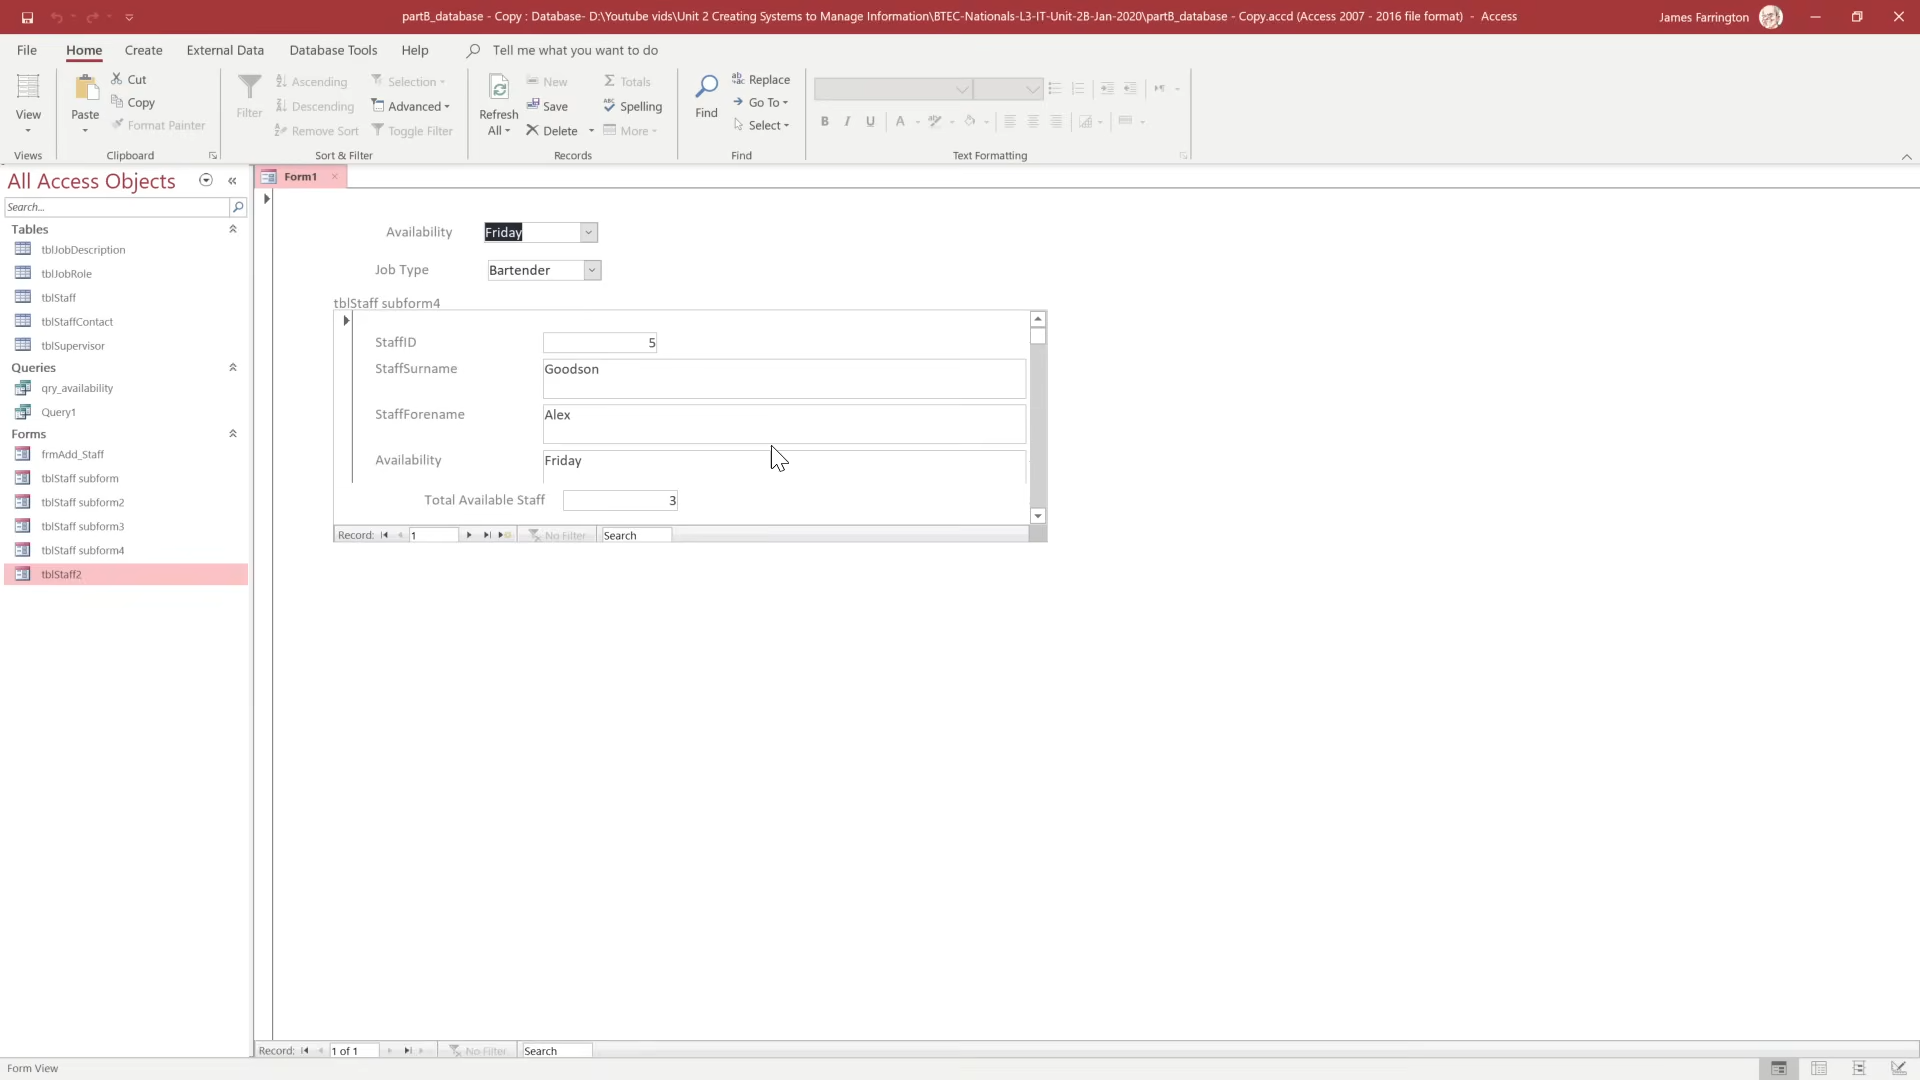 partB_database - Copy : Database- D:\Youtube vids\Unit 2 Creating Systems to Manage Information\BTEC-Nationals-L3-IT-Unit-2B-Jan-2020\partB_database - Copy.accd (Access 2007 - 2016 file format) - Access
James Farrington
File Home Create External Data Database Tools Help Tell me what you want to do
View
Views
Paste
Cut
Copy
Format Painter
Clipboard
Filter
Ascending
Descending
Remove Sort
Selection
Advanced
Toggle Filter
Sort & Filter
Refresh
All
New
Save
Delete
Totals
Spelling
More
Records
Find
Replace
Go To
Select
Find
B I U A
Text Formatting
All Access Objects
Search...
Tables
tblJobDescription
tblJobRole
tblStaff
tblStaffContact
tblSupervisor
Queries
qry_availability
Query1
Forms
frmAdd_Staff
tblStaff subform
tblStaff subform2
tblStaff subform3
tblStaff subform4
tblStaff2
Form1
Availability Friday
Job Type Bartender
tblStaff subform4
StaffID 5
StaffSurname Goodson
StaffForename Alex
Availability Friday
Total Available Staff 3
Record: 1 No Filter Search
Record: 1 of 1 No Filter Search
Form View